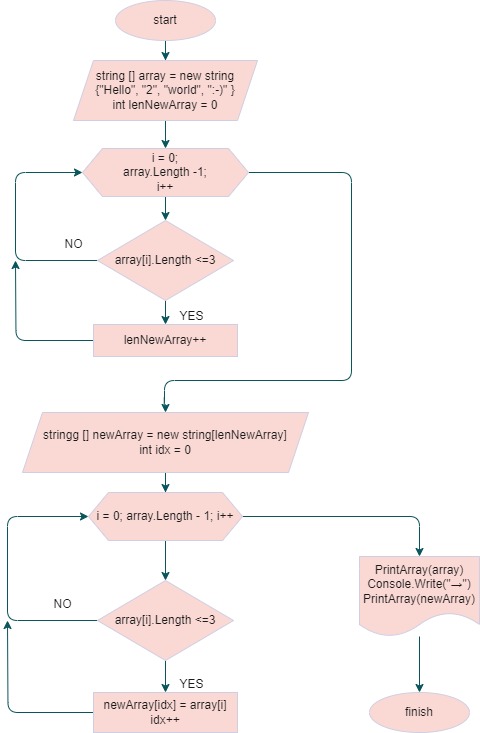 start
string [] array = new string
{"Hello", "2", "world", ":-)" }
int lenNewArray = 0
i = 0;
array.Length -1;
i++
NO
array[i].Length <=3
YES
lenNewArray++
stringg [] newArray = new string[lenNewArray]
int idx = 0
i = 0; array.Length - 1; i++
PrintArray(array)
Console.Write("→")
PrintArray(newArray)
NO
array[i].Length <=3
YES
newArray[idx] = array[i]
idx++
finish